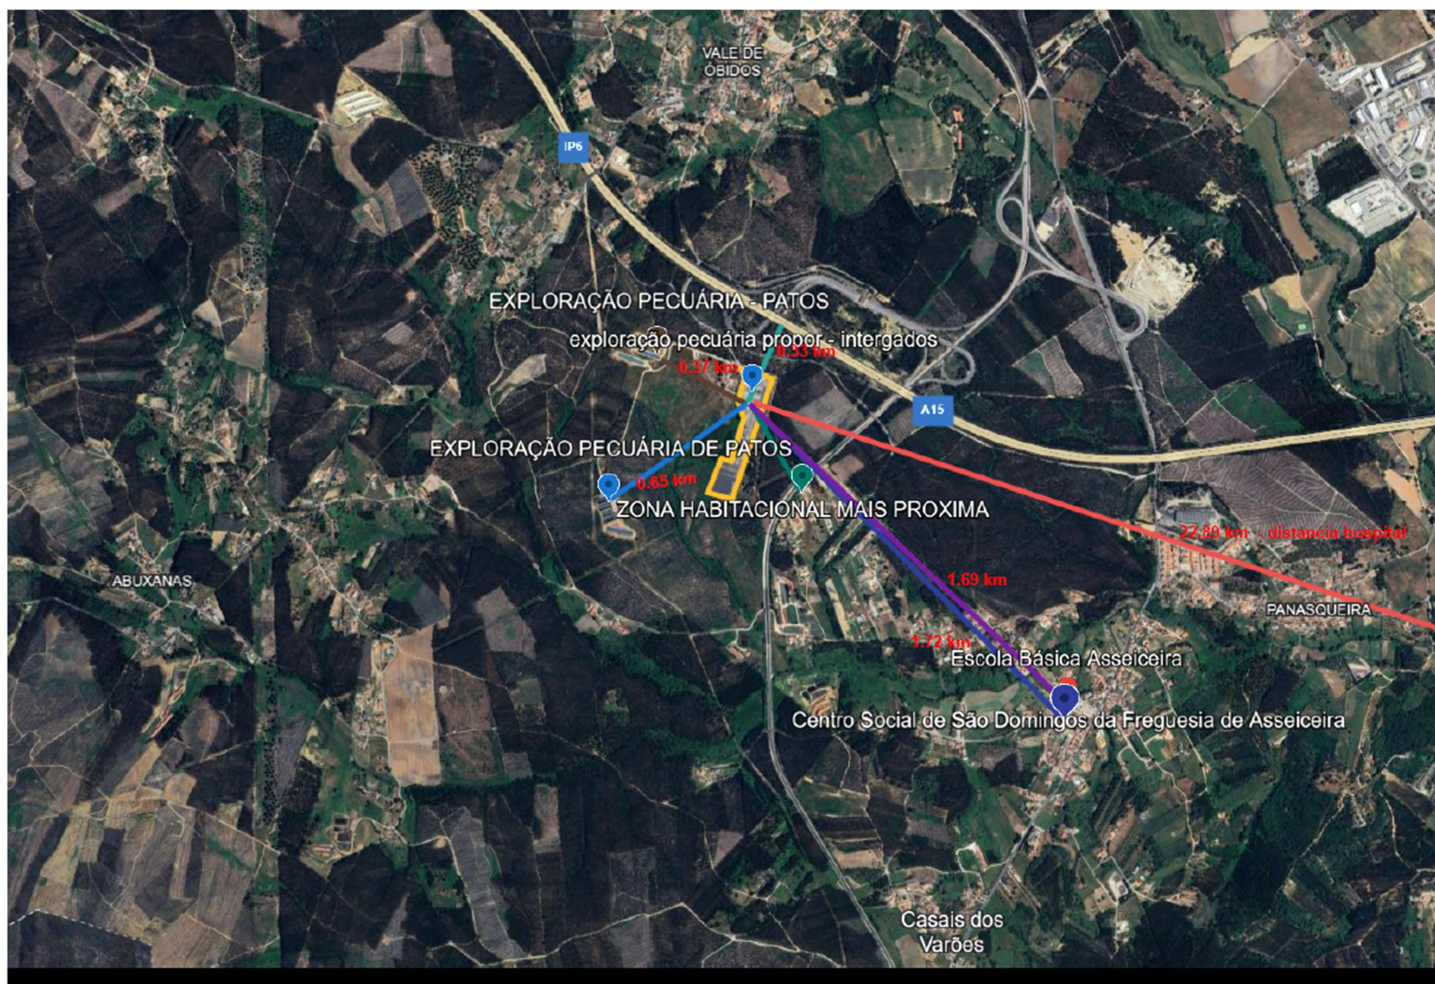 VALE DE
ÓBIDOS
IP6
EXPLORAÇÃO PECUÁRIA - PATOS
exploração pecuária propor - intergados
0.33 km
0.37 km
A15
EXPLORAÇÃO PECUÁRIA DE PATOS
0.65 km
ZONA HABITACIONAL MAIS PROXIMA
22.89 km - distancia hospital
ABUXANAS
1.69 km
PANASQUEIRA
1.72 km
Escola Básica Asseiceira
Centro Social de São Domingos da Freguesia de Asseiceira
Casais dos
Varões